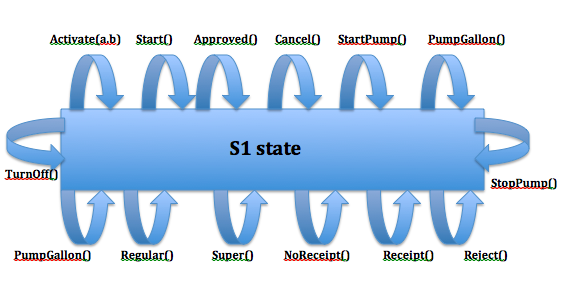 Activate(a,b) Start() Approved() Cancel() StartPump() PumpGallon()
S1 state
TurnOff() StopPump()
PumpGallon() Regular() Super() NoReceipt() Receipt() Reject()